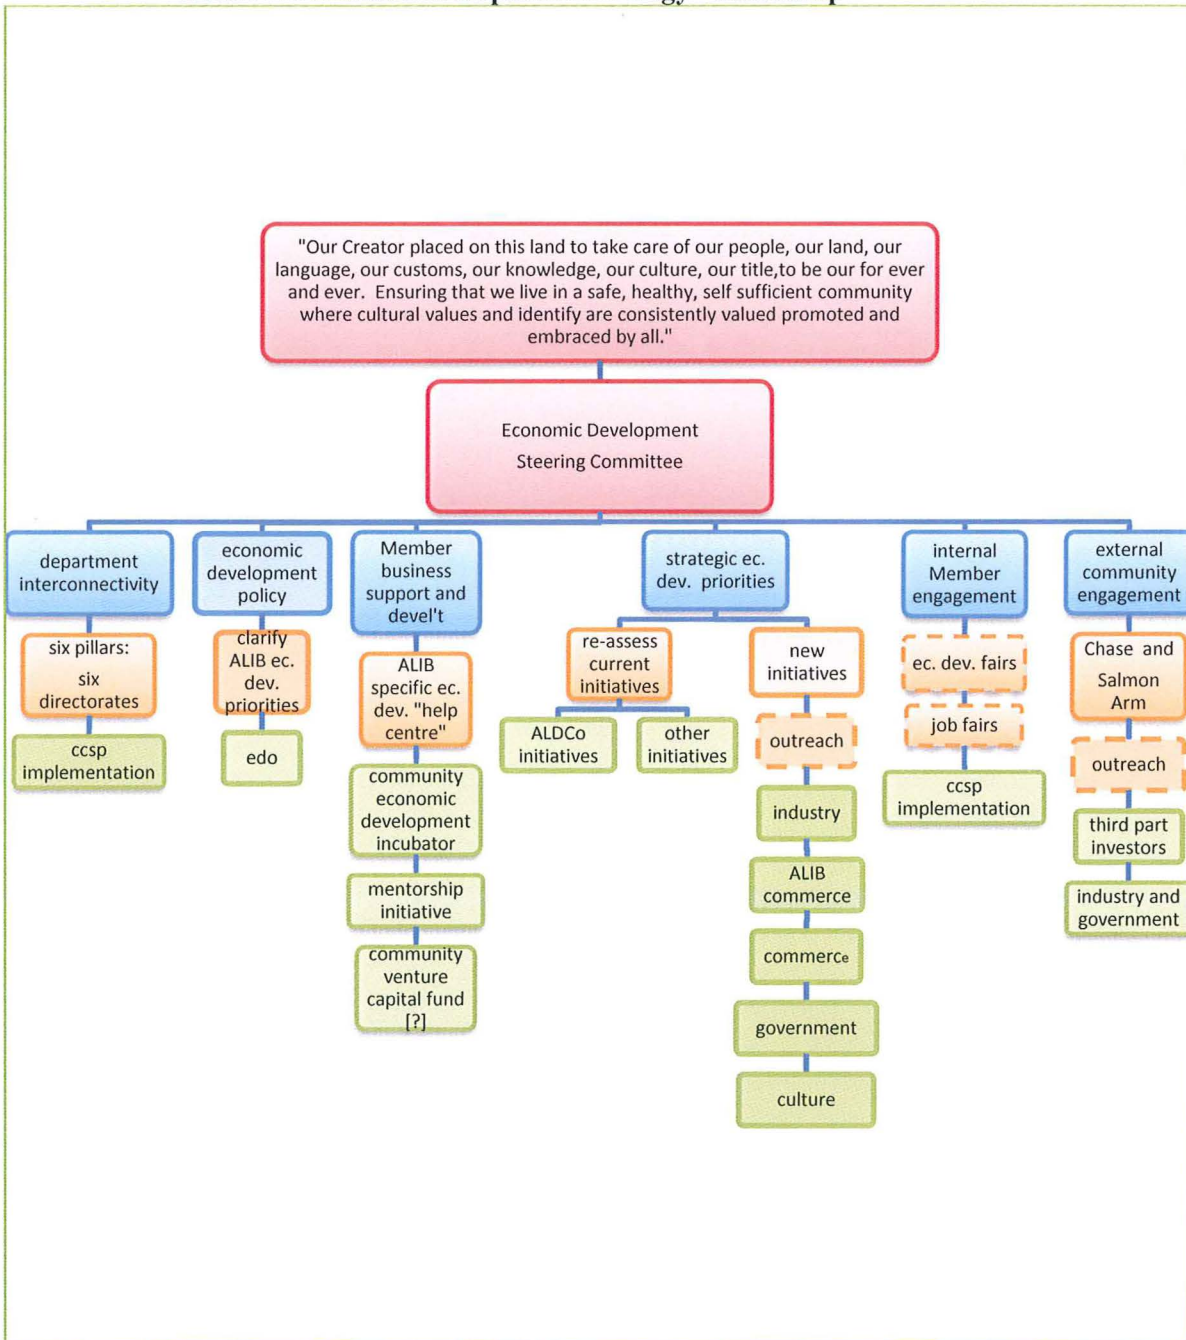 "Our Creator placed on this land to take care of our people, our land, our
language, our customs, our knowledge, our culture, our title,to be our for ever
and ever. Ensuring that we live in a safe, healthy, self sufficient community
where cultural values and identify are consistently valued promoted and
embraced by all."
Economic Development
Steering Committee
department
interconnectivity
six pillars:
six
directorates
ccsp
implementation
economic
development
policy
clarify
ALIB ec.
dev.
priorities
edo
Member
business
support and
devel't
ALIB
specific ec.
dev. "help
centre"
community
economic
development
incubator
mentorship
initiative
community
venture
capital fund
[?]
strategic ec.
dev. priorities
re-assess
current
initiatives
ALDCo
initiatives
other
initiatives
new
initiatives
outreach
industry
ALIB
commerce
commerce
government
culture
internal
Member
engagement
ec. dev. fairs
job fairs
ccsp
implementation
external
community
engagement
Chase and
Salmon
Arm
outreach
third part
investors
industry and
government